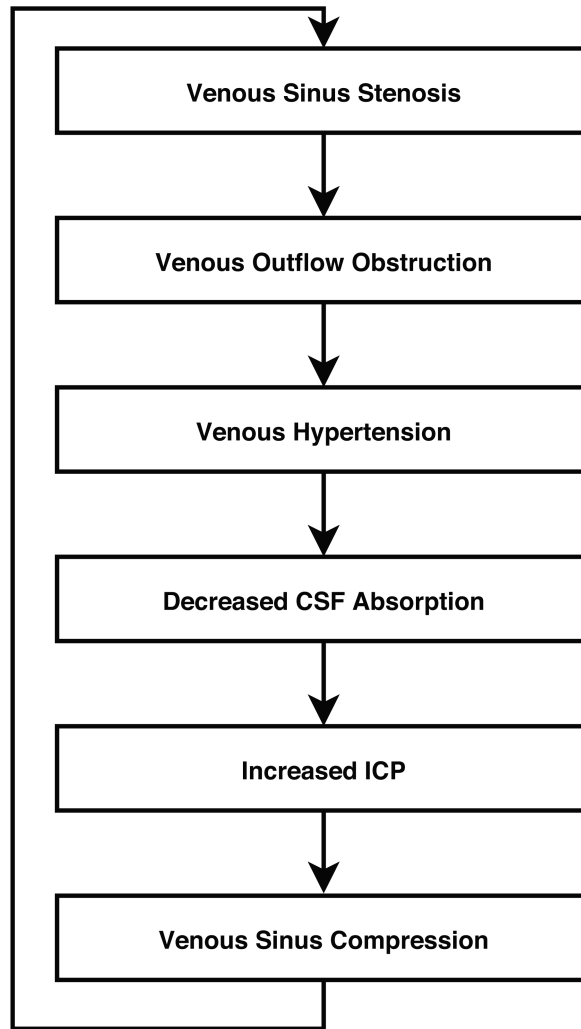 Venous Sinus Stenosis
Venous Outflow Obstruction
Venous Hypertension
Decreased CSF Absorption
Increased ICP
Venous Sinus Compression